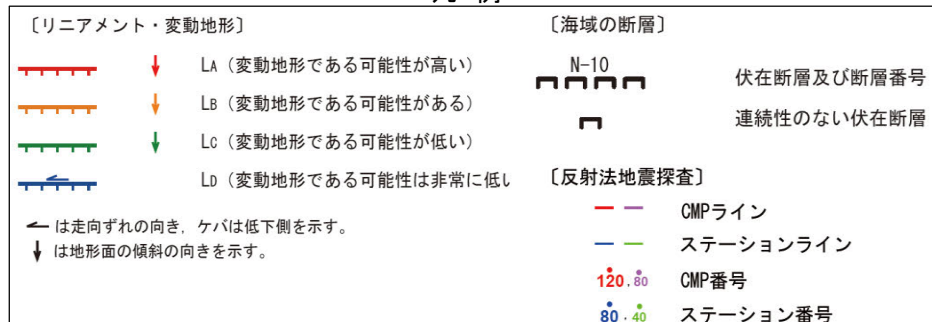 〔リニアメント・変動地形〕
LA（変動地形である可能性が高い）
LB（変動地形である可能性がある）
LC（変動地形である可能性が低い）
LD（変動地形である可能性は非常に低い
は走向ずれの向き，ケバは低下側を示す。
は地形面の傾斜の向きを示す。
〔海域の断層〕
N-10
伏在断層及び断層番号
連続性のない伏在断層
〔反射法地震探査〕
CMPライン
ステーションライン
120 , 80 CMP番号
80 , 40 ステーション番号